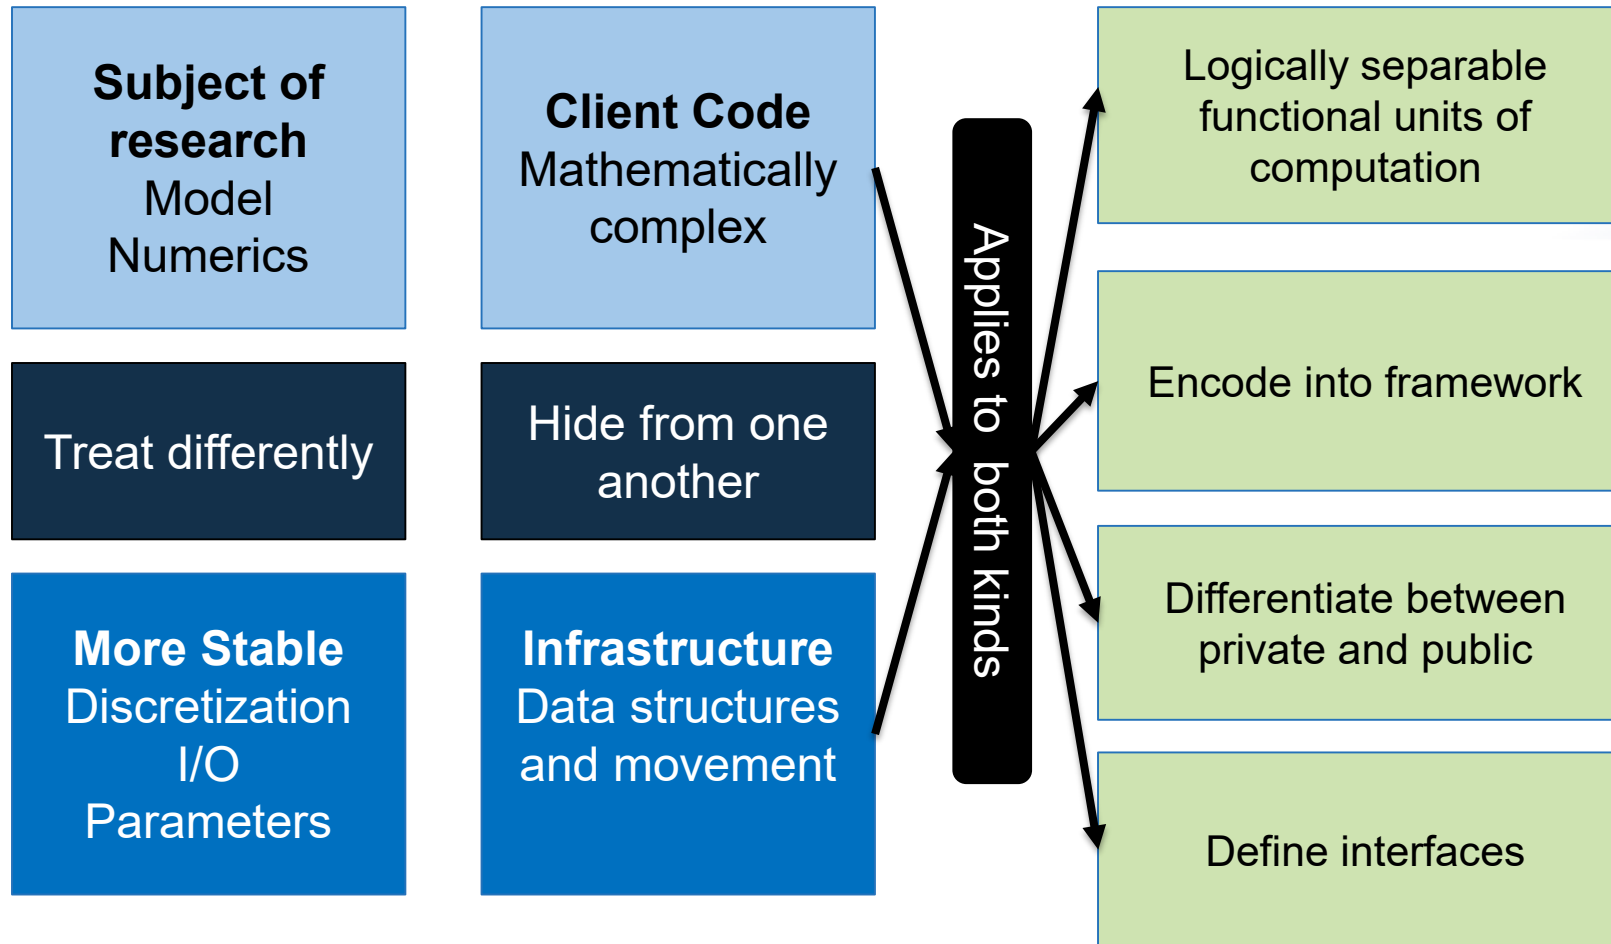 Subject of
research
Model
Numerics
Treat differently
More Stable
Discretization
I/O
Parameters
Client Code
Mathematically
complex
Hide from one
another
Infrastructure
Data structures
and movement
Applies to both kinds
Logically separable
functional units of
computation
Encode into framework
Differentiate between
private and public
Define interfaces